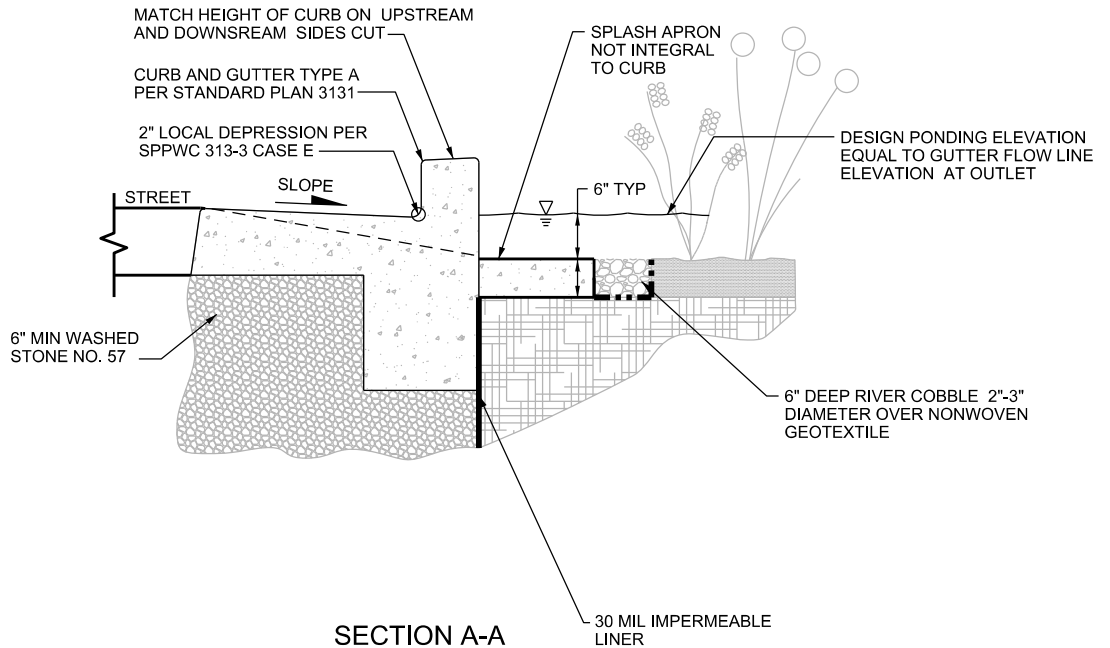 MATCH HEIGHT OF CURB ON UPSTREAM
AND DOWNSREAM SIDES CUT
CURB AND GUTTER TYPE A
PER STANDARD PLAN 3131
2" LOCAL DEPRESSION PER
SPPWC 313-3 CASE E
SPLASH APRON
NOT INTEGRAL
TO CURB
DESIGN PONDING ELEVATION
EQUAL TO GUTTER FLOW LINE
ELEVATION AT OUTLET
STREET
SLOPE
6" TYP
6" MIN WASHED
STONE NO. 57
6" DEEP RIVER COBBLE 2"-3"
DIAMETER OVER NONWOVEN
GEOTEXTILE
30 MIL IMPERMEABLE
LINER
SECTION A-A